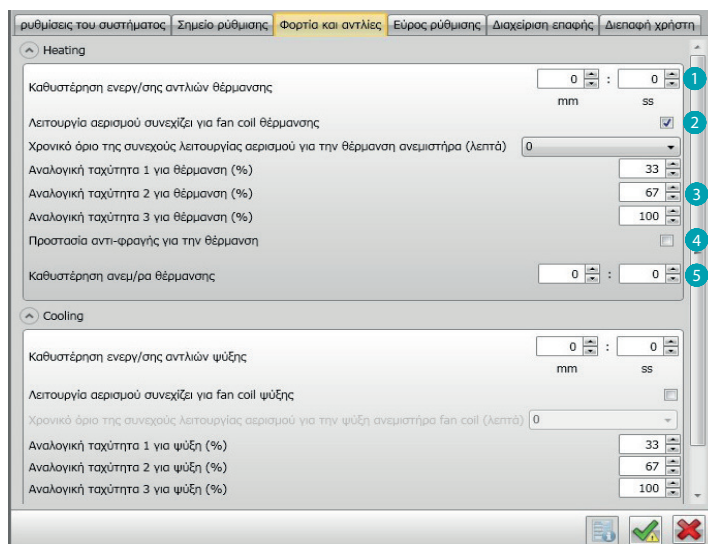 ρυθμίσεις του συστήματος Σημείο ρύθμισης Φορτία και αντλίες Εύρος ρύθμισης Διαχείριση επαφής Διεπαφή χρήστη
Heating
Καθυστέρηση ενεργ/σης αντλιών θέρμανσης 0 : 0 1
mm ss
Λειτουργία αερισμού συνεχίζει για fan coil θέρμανσης 2
Χρονικό όριο της συνεχούς λειτουργίας αερισμού για την θέρμανση ανεμιστήρα (λεπτά) 0
Αναλογική ταχύτητα 1 για θέρμανση (%) 33
Αναλογική ταχύτητα 2 για θέρμανση (%) 67 3
Αναλογική ταχύτητα 3 για θέρμανση (%) 100
Προστασία αντι-φραγής για την θέρμανση 4
Καθυστέρηση ανεμ/ρα θέρμανσης 0 : 0 5
Cooling
Καθυστέρηση ενεργ/σης αντλιών ψύξης 0 : 0
mm ss
Λειτουργία αερισμού συνεχίζει για fan coil ψύξης
Χρονικό όριο της συνεχούς λειτουργίας αερισμού για την ψύξη ανεμιστήρα fan coil (λεπτά) 0
Αναλογική ταχύτητα 1 για ψύξη (%) 33
Αναλογική ταχύτητα 2 για ψύξη (%) 67
Αναλογική ταχύτητα 3 για ψύξη (%) 100